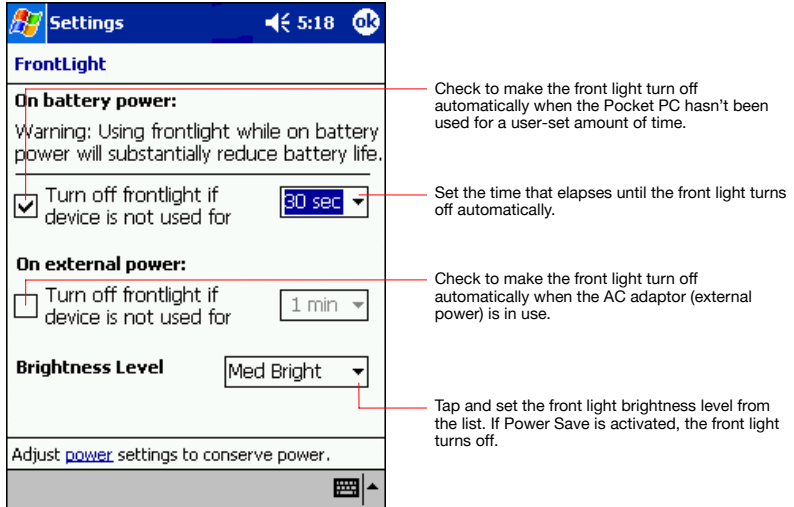 Settings 5:18 ok
FrontLight
On battery power:
Warning: Using frontlight while on battery
power will substantially reduce battery life.
Turn off frontlight if
device is not used for
30 sec
On external power:
Turn off frontlight if
device is not used for
1 min
Brightness Level
Med Bright
Adjust power settings to conserve power.
Check to make the front light turn off
automatically when the Pocket PC hasn't been
used for a user-set amount of time.
Set the time that elapses until the front light turns
off automatically.
Check to make the front light turn off
automatically when the AC adaptor (external
power) is in use.
Tap and set the front light brightness level from
the list. If Power Save is activated, the front light
turns off.